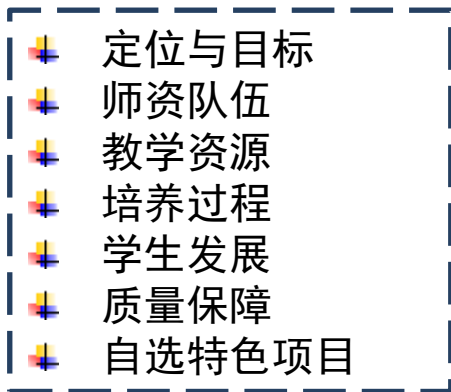 定位与目标
师资队伍
教学资源
培养过程
学生发展
质量保障
自选特色项目